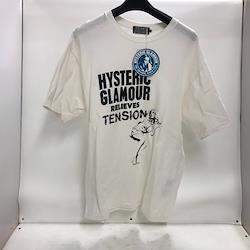 HYSTERIC
GLAMOUR
RELIEVES
TENSION